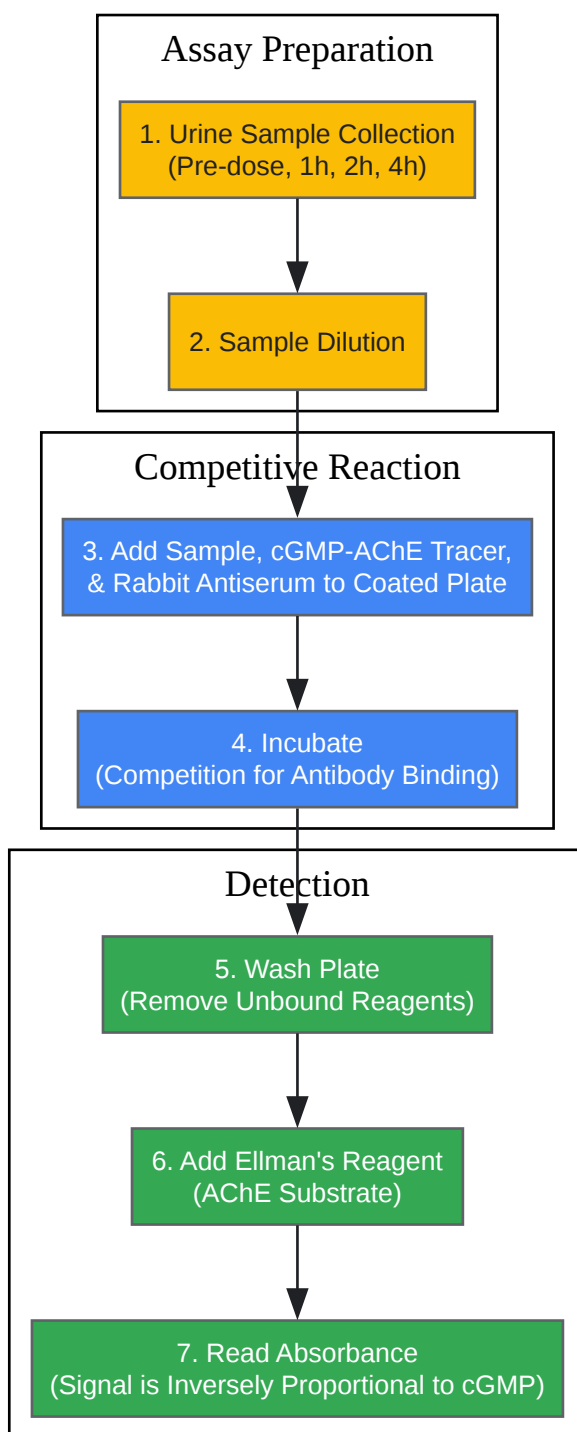 Assay Preparation
1. Urine Sample Collection
(Pre-dose, 1h, 2h, 4h)
2. Sample Dilution
Competitive Reaction
3. Add Sample, cGMP-AChE Tracer,
& Rabbit Antiserum to Coated Plate
4. Incubate
(Competition for Antibody Binding)
Detection
5. Wash Plate
(Remove Unbound Reagents)
6. Add Ellman's Reagent
(AChE Substrate)
7. Read Absorbance
(Signal is Inversely Proportional to cGMP)